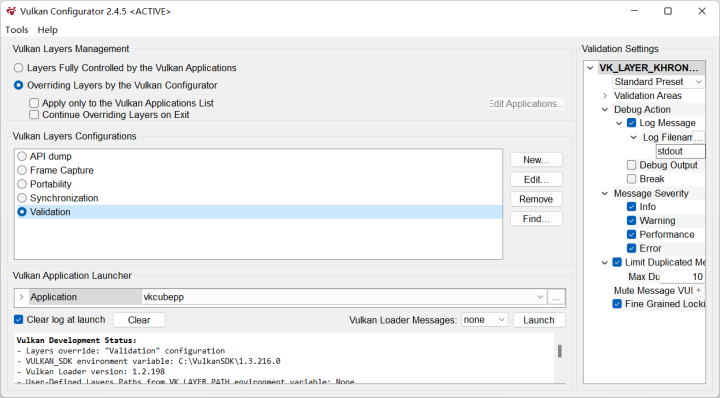 Vulkan Configurator 2.4.5 <ACTIVE>
Tools Help
Vulkan Layers Management
Layers Fully Controlled by the Vulkan Applications
Overriding Layers by the Vulkan Configurator
Apply only to the Vulkan Applications List
Edit Applications..
Continue Overriding Layers on Exit
Vulkan Layers Configurations
API dump
Frame Capture
Portability
Synchronization
Validation
New...
Edit...
Remove
Find...
Vulkan Application Launcher
Application vkcubepp ...
Clear log at launch Clear Vulkan Loader Messages: none Launch
Vulkan Development Status:
- Layers override: "Validation" configuration
- VULKAN_SDK environment variable: C:\VulkanSDK\1.3.216.0
- Vulkan Loader version: 1.2.198
- User-Defined Layers Paths from VK_LAYER_PATH environment variable: None
Validation Settings
VK_LAYER_KHRON...
Standard Preset
Validation Areas
Debug Action
Log Message
Log Filenam ...
stdout
Debug Output
Break
Message Severity
Info
Warning
Performance
Error
Limit Duplicated Me
Max Du 10
Mute Message VUI +
Fine Grained Locki